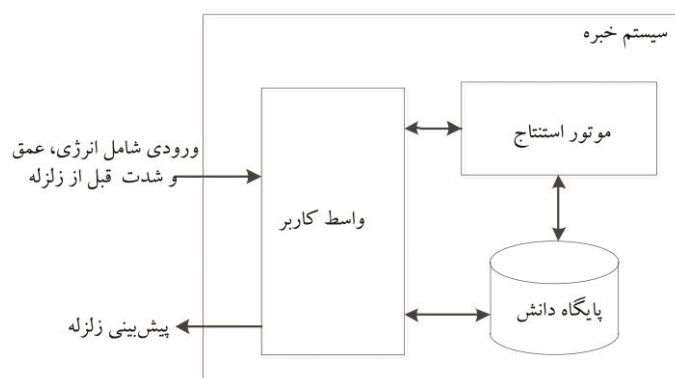 سیستم خبره
موتور استنتاج
ورودی شامل انرژی، عمق
و شدت قبل از زلزله
واسط کاربر
پایگاه دانش
پیش‌بینی زلزله